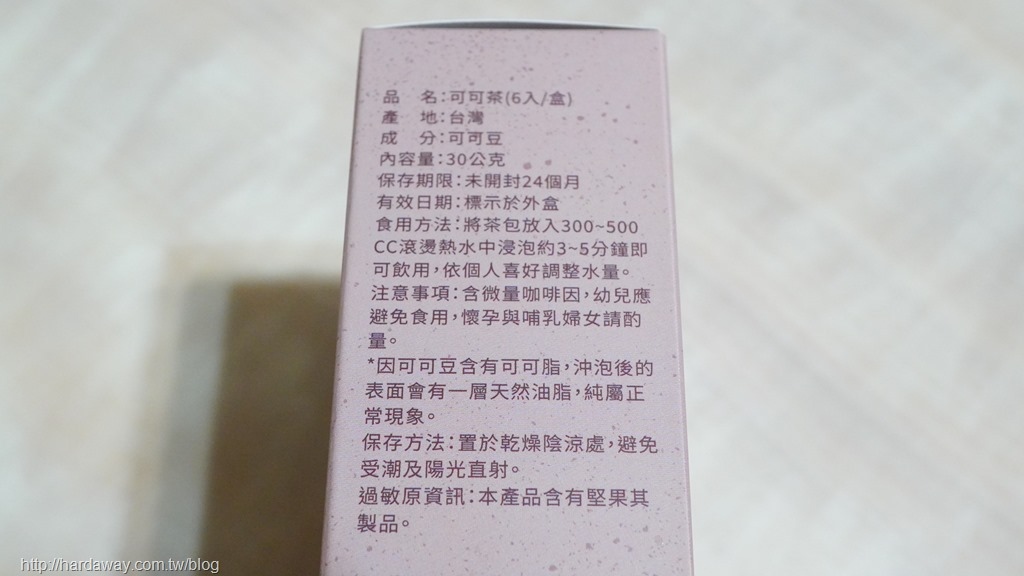 品　名:可可茶(6入/盒)
產　地:台灣
成　分:可可豆
內容量:30公克
保存期限:未開封24個月
有效日期:標示於外盒
食用方法:將茶包放入300~500
CC滾燙熱水中浸泡約3~5分鐘即
可飲用,依個人喜好調整水量。
注意事項:含微量咖啡因,幼兒應
避免食用,懷孕與哺乳婦女請酌
量。
*因可可豆含有可可脂,沖泡後的
表面會有一層天然油脂,純屬正
常現象。
保存方法:置於乾燥陰涼處,避免
受潮及陽光直射。
過敏原資訊:本產品含有堅果其
製品。
http://hardaway.com.tw/blog